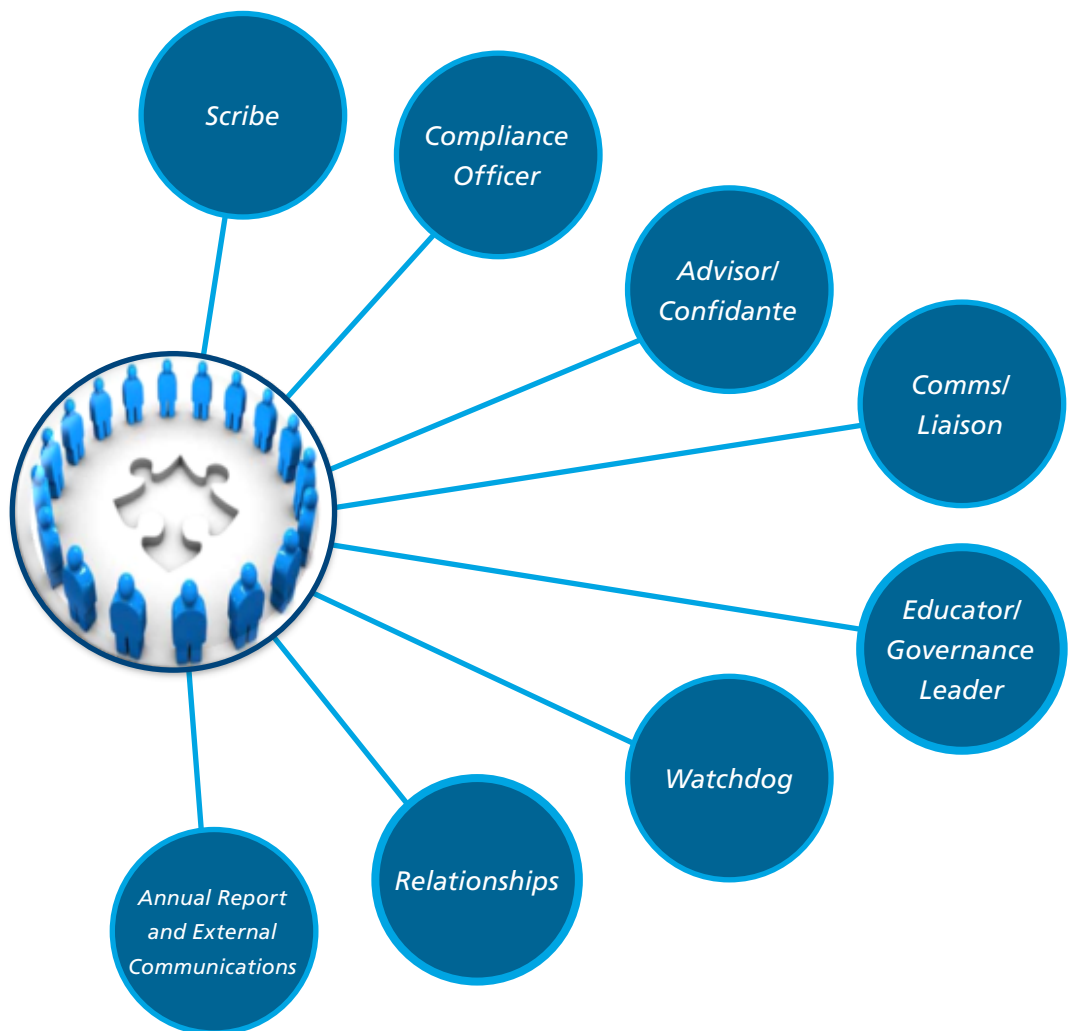 Scribe
Compliance
Officer
Advisor/
Confidante
Comms/
Liaison
Educator/
Governance
Leader
Watchdog
Relationships
Annual Report
and External
Communications